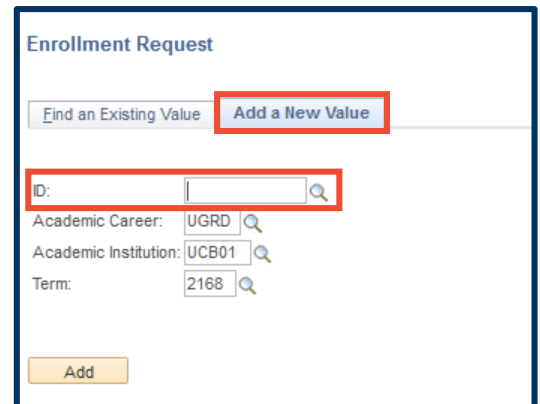 Enrollment Request
Find an Existing Value Add a New Value
ID:
Academic Career: UGRD
Academic Institution: UCB01
Term: 2168
Add